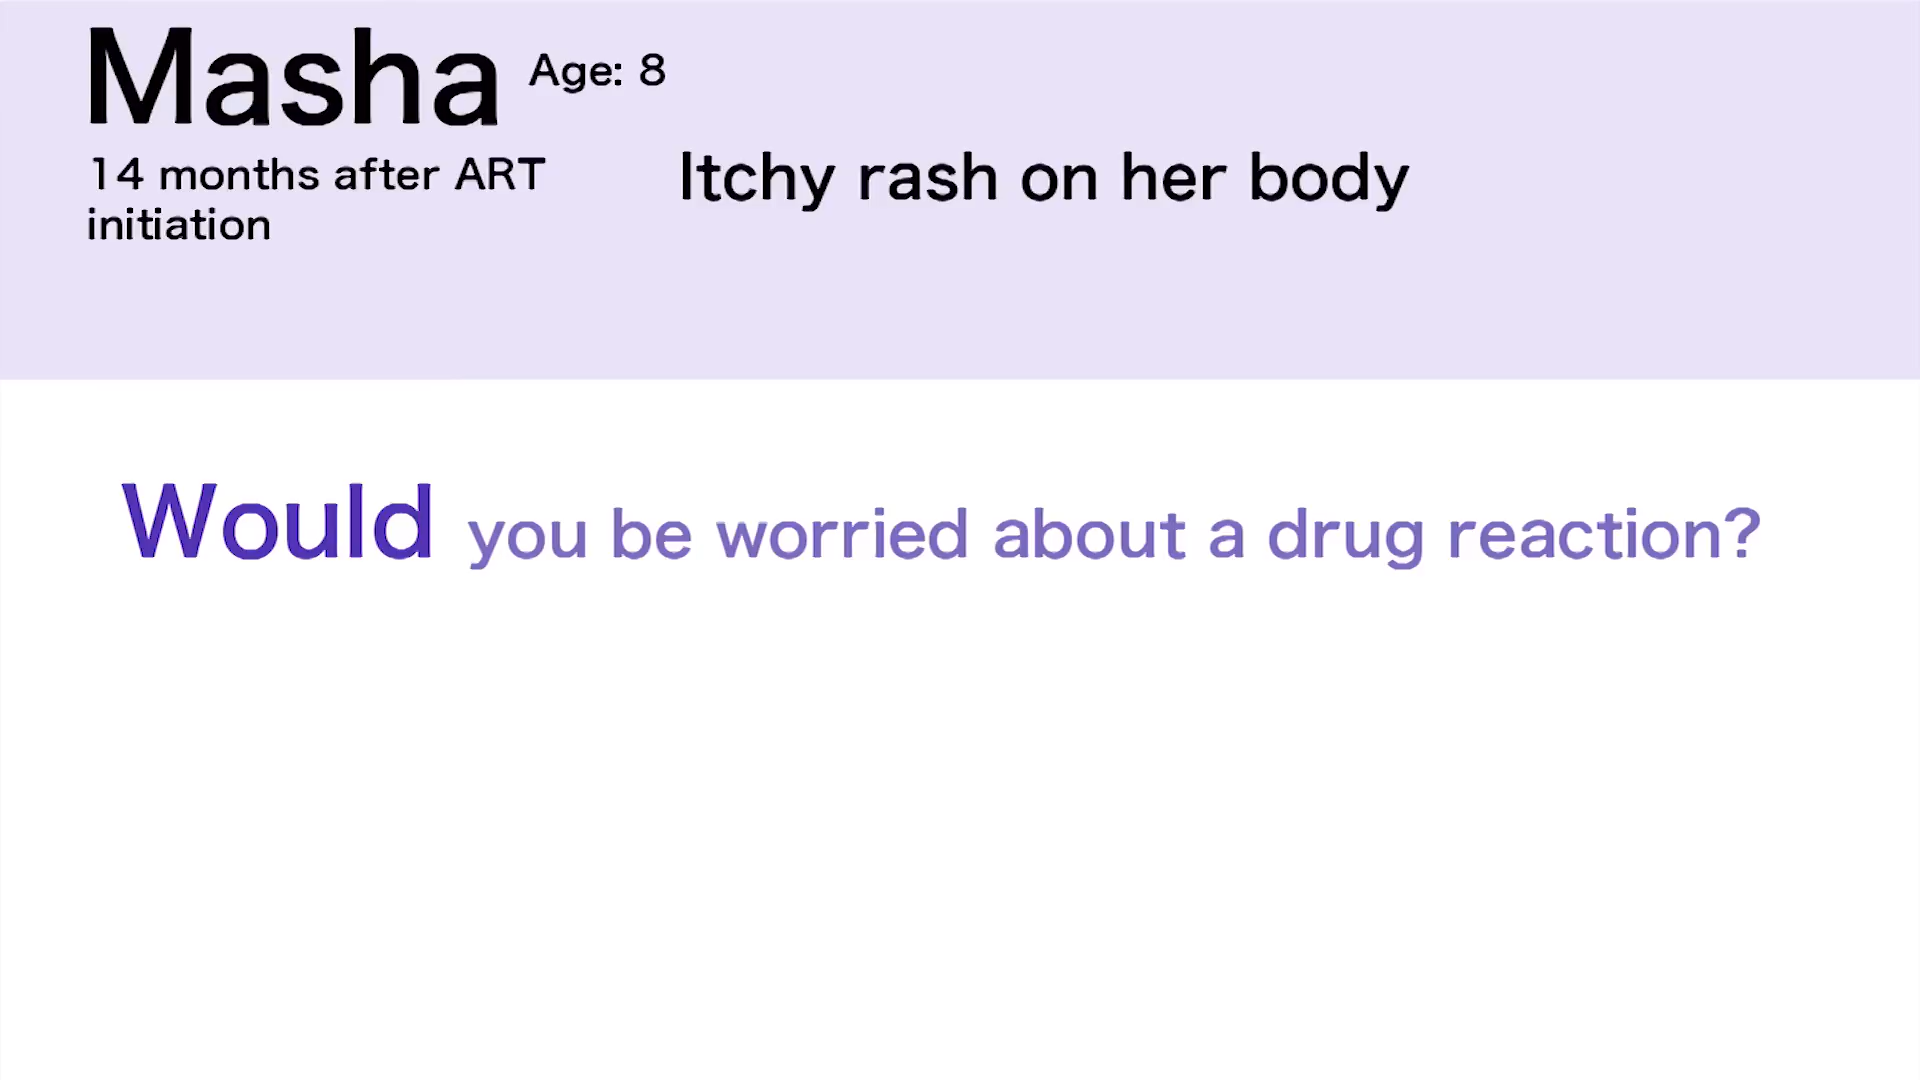 Masha Age: 8
14 months after ART
initiation
Itchy rash on her body
Would you be worried about a drug reaction?